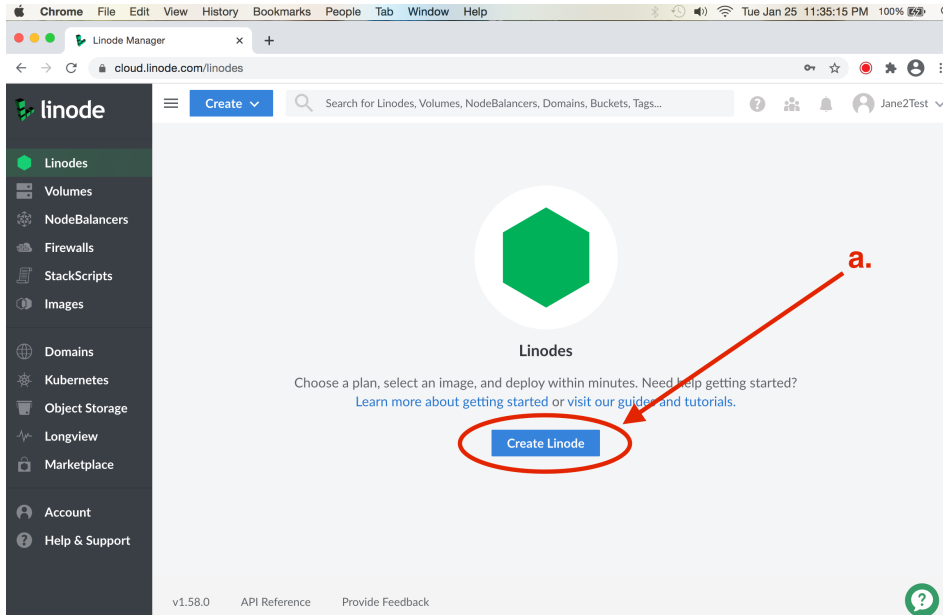 Chrome File Edit View History Bookmarks People Tab Window Help Tue Jan 25 11:35:15 PM 100%
Linode Manager
cloud.linode.com/linodes
linode
Create
Search for Linodes, Volumes, NodeBalancers, Domains, Buckets, Tags...
Jane2Test
Linodes
Volumes
NodeBalancers
Firewalls
StackScripts
Images
Domains
Kubernetes
Object Storage
Longview
Marketplace
Account
Help & Support
a.
Linodes
Choose a plan, select an image, and deploy within minutes. Need help getting started?
Learn more about getting started or visit our guides and tutorials.
Create Linode
v1.58.0 API Reference Provide Feedback